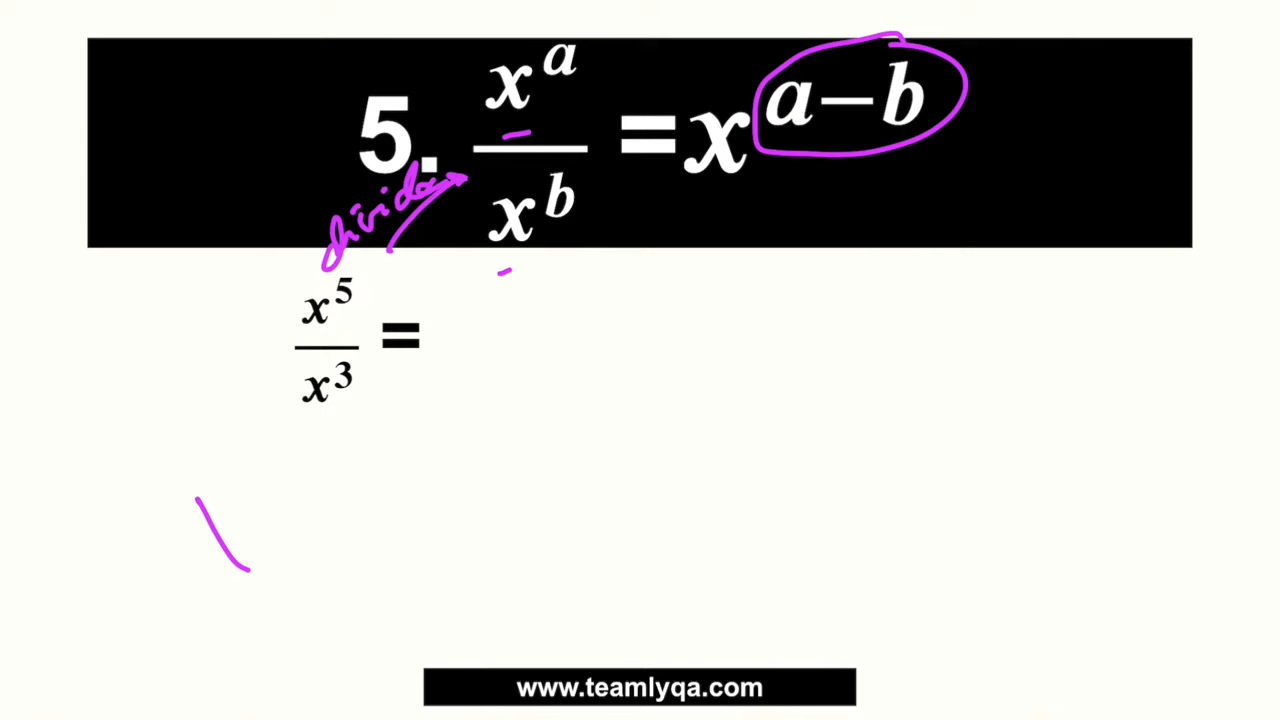 5. x^a / x^b = x^(a-b)
divide
x^5 / x^3 =
www.teamlyqa.com